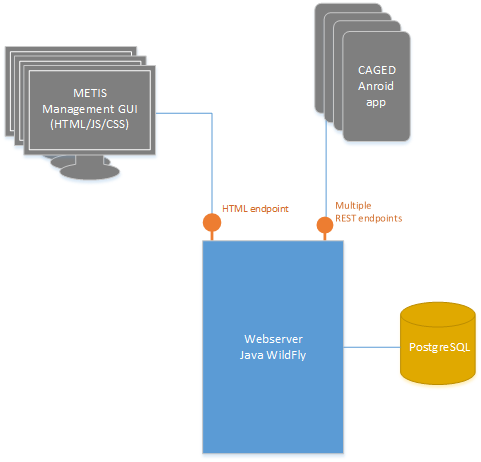 METIS
Management GUI
(HTML/JS/CSS)
CAGED
Anroid
app
HTML endpoint
Multiple
REST endpoints
Webserver
Java WildFly
PostgreSQL